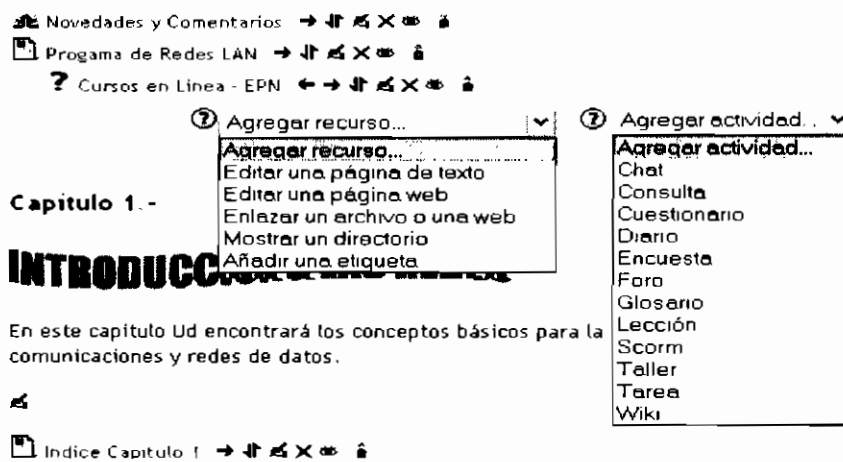 Novedades y Comentarios
Progama de Redes LAN
? Cursos en Linea - EPN
? Agregar recurso...
Agregar recurso...
Editar una página de texto
Editar una página web
Enlazar un archivo o una web
Mostrar un directorio
Añadir una etiqueta
? Agregar actividad...
Agregar actividad...
Chat
Consulta
Cuestionario
Diario
Encuesta
Foro
Glosario
Lección
Scorm
Taller
Tarea
Wiki
Capitulo 1.-
En este capitulo Ud encontrará los conceptos básicos para la
comunicaciones y redes de datos.
Indice Capitulo 1